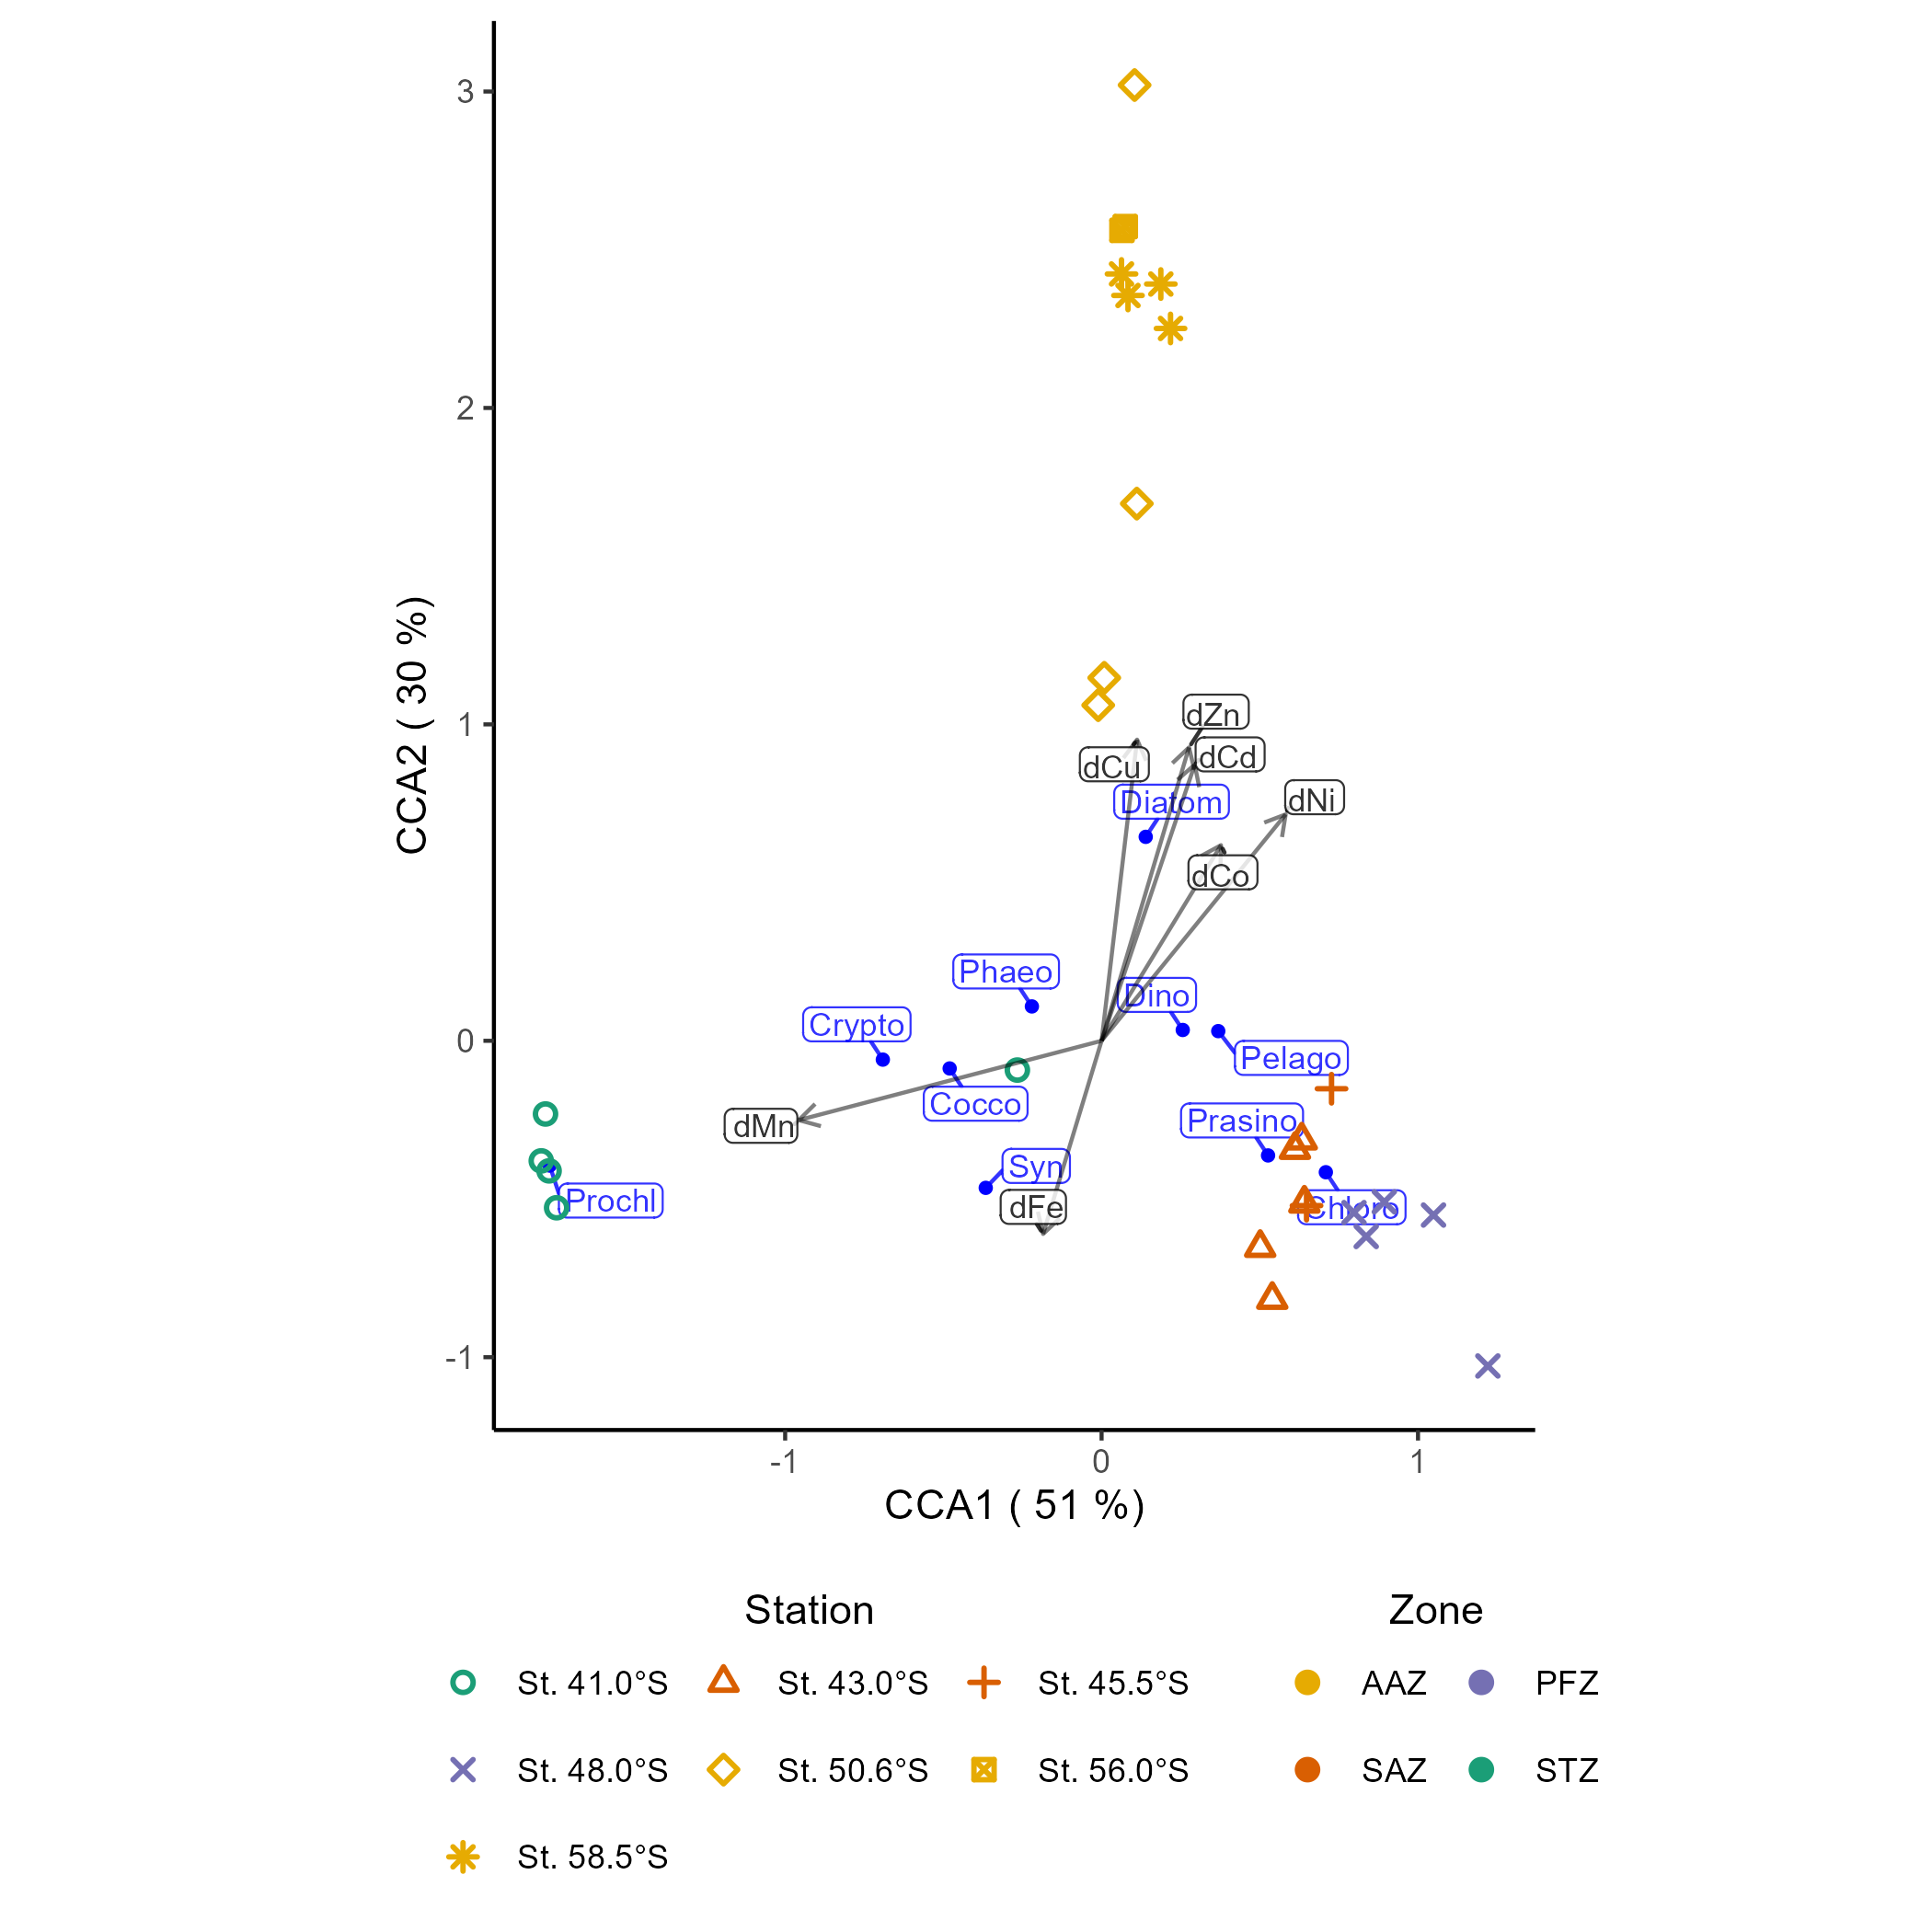 3
2
1
0
-1
CCA2 ( 30 %)
dZn
dCu
dCd
Diatom
dNi
dCo
Phaeo
Dino
Crypto
Pelago
Cocco
dMn
Prasino
Syn
Prochl
dFe
Chloro
-1
0
1
CCA1 ( 51 %)
Station
Zone
St. 41.0°S
St. 43.0°S
St. 45.5°S
AAZ
PFZ
St. 48.0°S
St. 50.6°S
St. 56.0°S
SAZ
STZ
St. 58.5°S